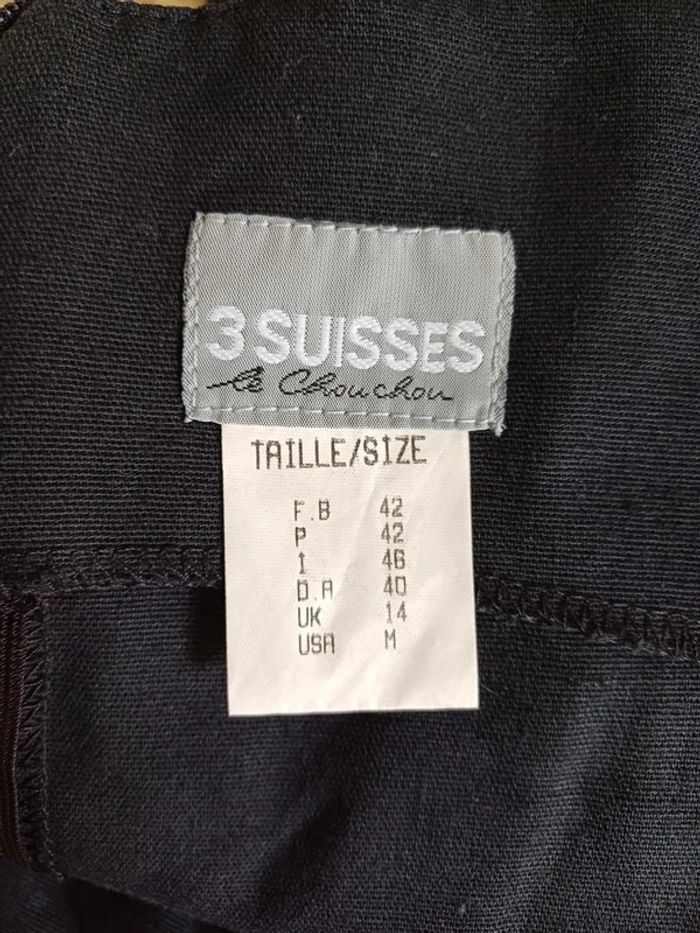 3 SUISSES
le Chouchou
TAILLE/SIZE
F.B 42
P 42
I 46
D.A 40
UK 14
USA M